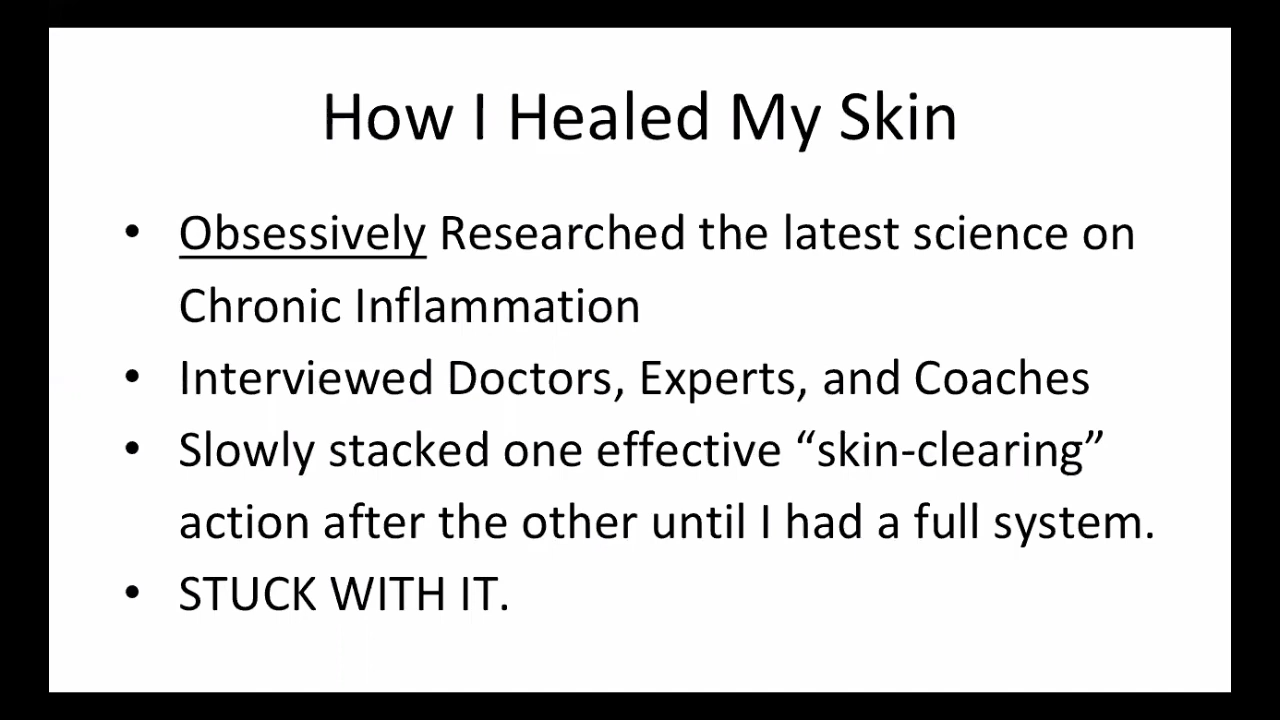 How I Healed My Skin
• Obsessively Researched the latest science on
Chronic Inflammation
• Interviewed Doctors, Experts, and Coaches
• Slowly stacked one effective “skin-clearing”
action after the other until I had a full system.
• STUCK WITH IT.